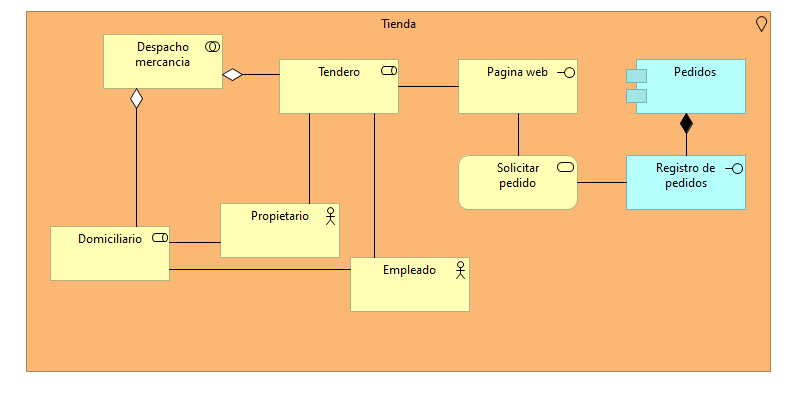 Tienda
Despacho
mercancia
Tendero
Pagina web
Pedidos
Solicitar
pedido
Registro de
pedidos
Propietario
Domiciliario
Empleado